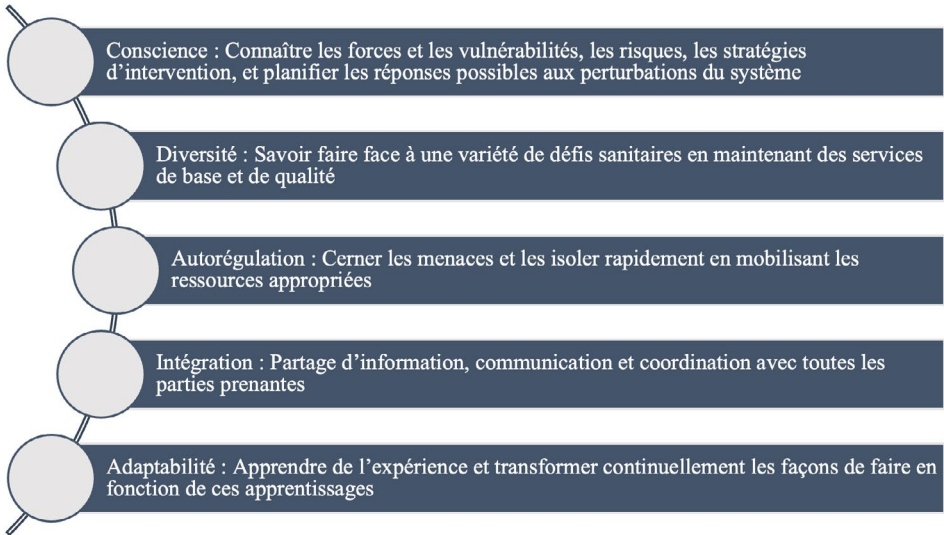 Conscience : Connaître les forces et les vulnérabilités, les risques, les stratégies
d’intervention, et planifier les réponses possibles aux perturbations du système
Diversité : Savoir faire face à une variété de défis sanitaires en maintenant des services
de base et de qualité
Autorégulation : Cerner les menaces et les isoler rapidement en mobilisant les
ressources appropriées
Intégration : Partage d’information, communication et coordination avec toutes les
parties prenantes
Adaptabilité : Apprendre de l’expérience et transformer continuellement les façons de faire en
fonction de ces apprentissages